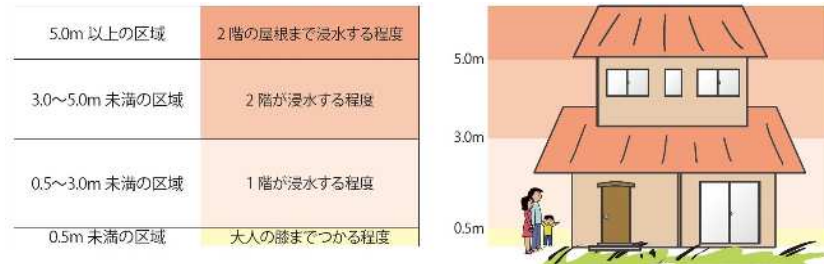 5.0m 以上の区域 2 階の屋根まで浸水する程度
3.0～5.0m 未満の区域 2 階が浸水する程度
0.5～3.0m 未満の区域 1 階が浸水する程度
0.5m 未満の区域 大人の膝までつかる程度
5.0m
3.0m
0.5m